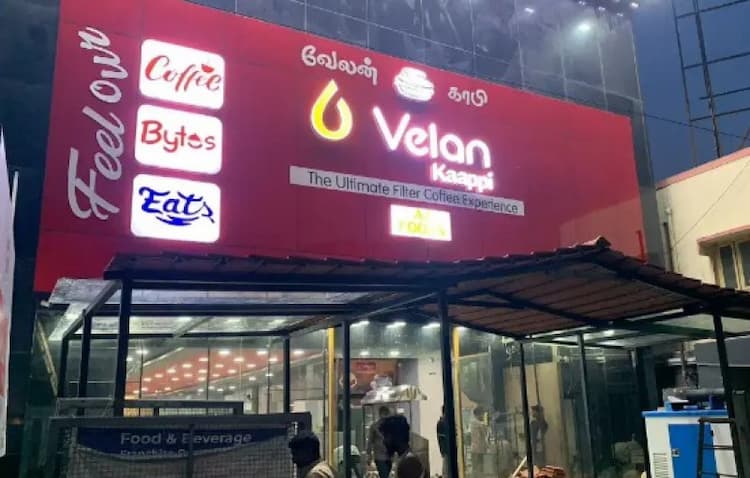 Feel our
Coffee
Bytes
Eats
வேலன் காபி
Velan
Kaappi
The Ultimate Filter Coffee Experience
Food & Beverage